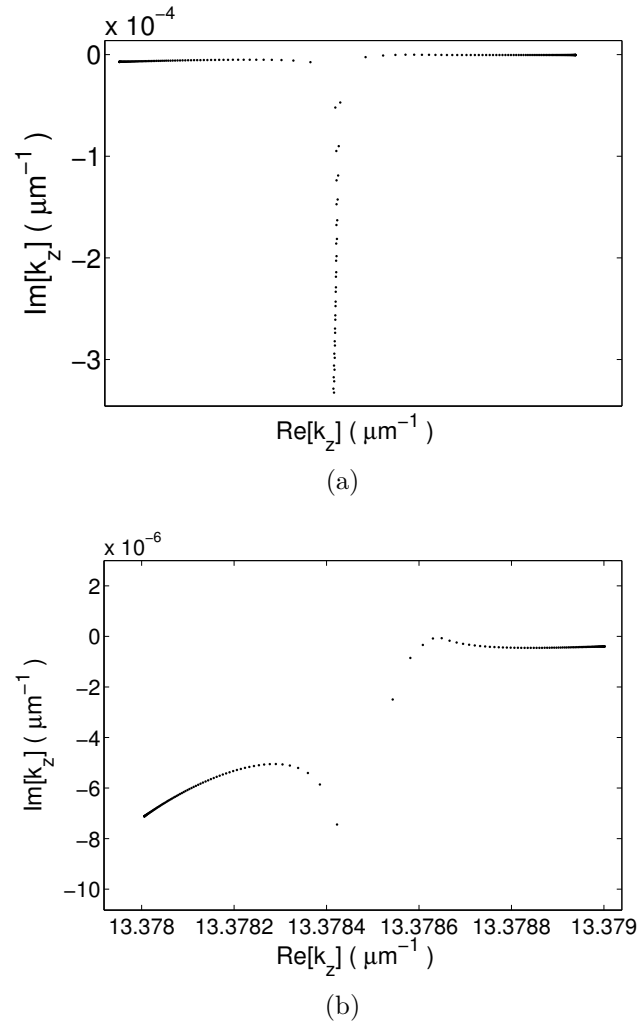 x 10⁻⁴
0
−1
−2
−3
Im[k_z] ( μm⁻¹ )
Re[k_z] ( μm⁻¹ )
(a)
x 10⁻⁶
2
0
−2
−4
−6
−8
−10
Im[k_z] ( μm⁻¹ )
13.378 13.3782 13.3784 13.3786 13.3788 13.379
Re[k_z] ( μm⁻¹ )
(b)